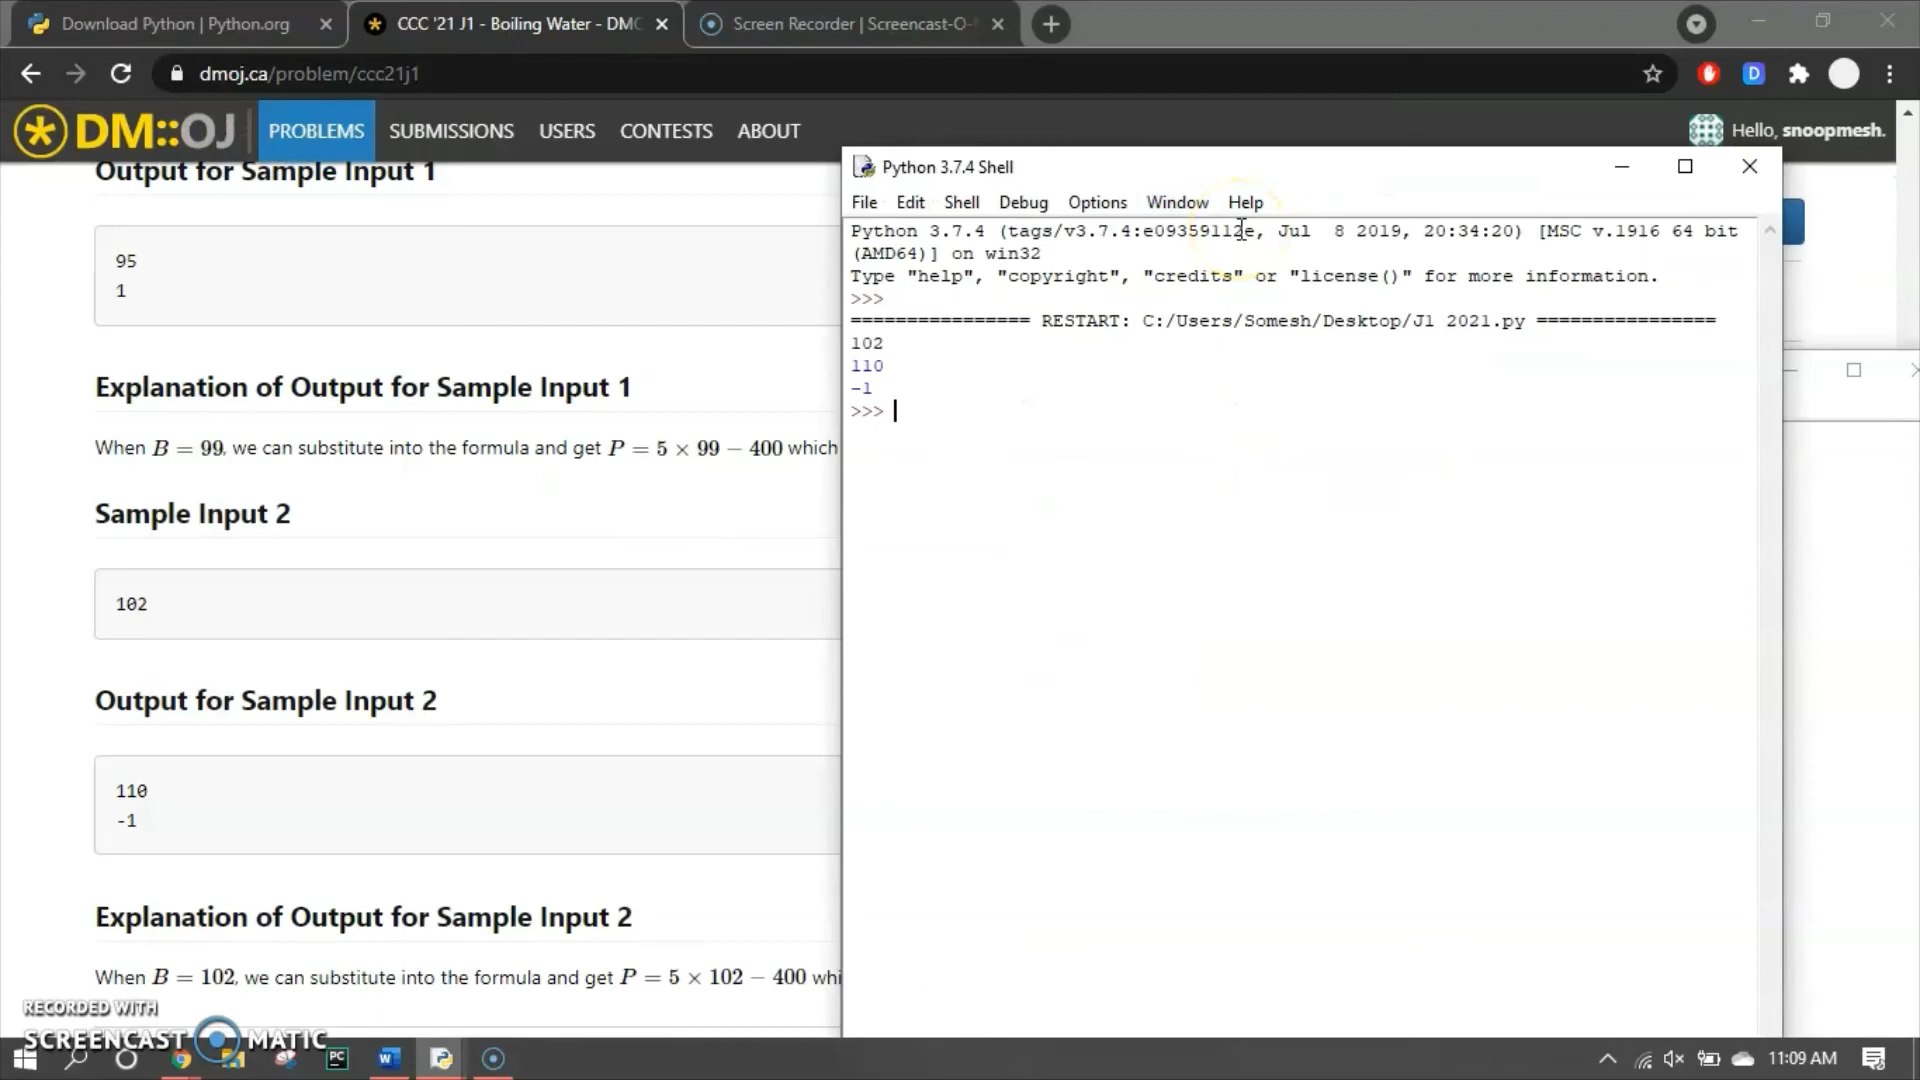 Download Python | Python.org
CCC '21 J1 - Boiling Water - DMO
Screen Recorder | Screencast-O-
dmoj.ca/problem/ccc21j1
DM::OJ
PROBLEMS
SUBMISSIONS
USERS
CONTESTS
ABOUT
Hello, snoopmesh.
Output for Sample Input 1
95
1
Explanation of Output for Sample Input 1
When B = 99, we can substitute into the formula and get P = 5 × 99 − 400 which
Sample Input 2
102
Output for Sample Input 2
110
-1
Explanation of Output for Sample Input 2
When B = 102, we can substitute into the formula and get P = 5 × 102 − 400 whi
Python 3.7.4 Shell
File Edit Shell Debug Options Window Help
Python 3.7.4 (tags/v3.7.4:e09359112e, Jul  8 2019, 20:34:20) [MSC v.1916 64 bit
(AMD64)] on win32
Type "help", "copyright", "credits" or "license()" for more information.
>>>
================ RESTART: C:/Users/Somesh/Desktop/J1 2021.py ================
102
110
-1
>>>
RECORDED WITH
SCREENCAST MATIC
11:09 AM